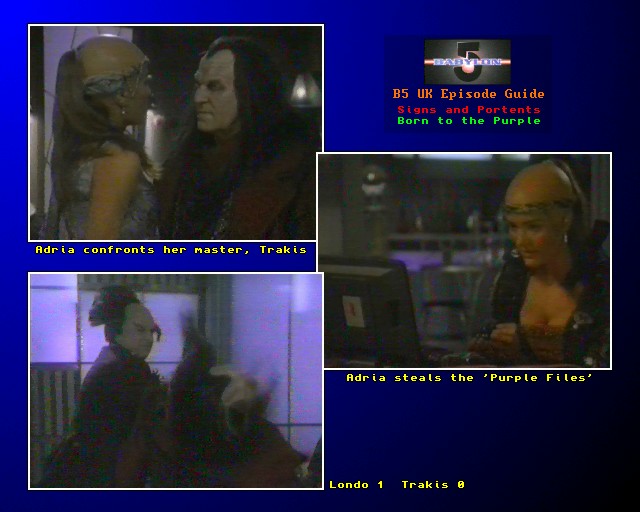 BABYLON
5
B5 UK Episode Guide
Signs and Portents
Born to the Purple
Adria confronts her master, Trakis
Adria steals the 'Purple Files'
Londo 1  Trakis 0